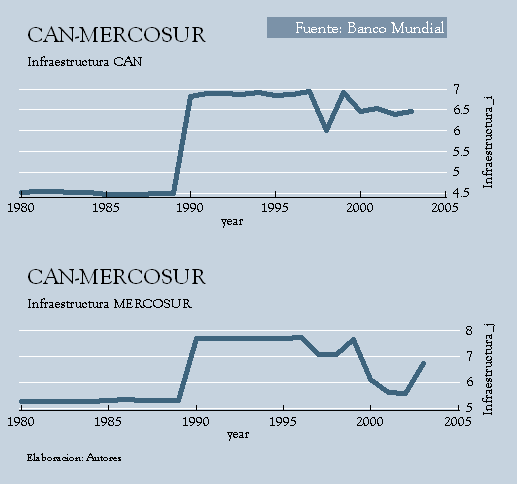 CAN-MERCOSUR
Fuente: Banco Mundial
Infraestructura CAN
7
6.5
6
5.5
5
4.5
Infraestructura_i
1980 1985 1990 1995 2000 2005
year
CAN-MERCOSUR
Infraestructura MERCOSUR
8
7
6
5
Infraestructura_j
1980 1985 1990 1995 2000 2005
year
Elaboracion: Autores